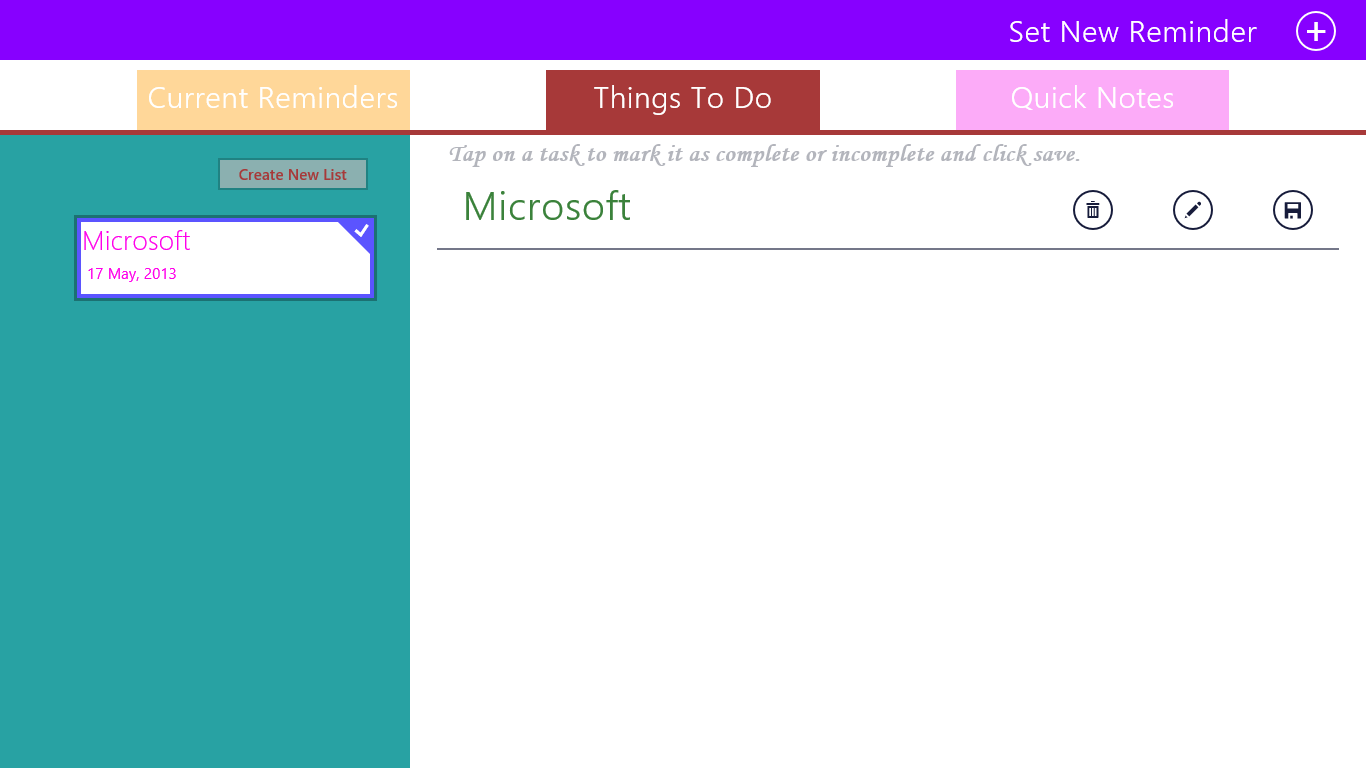 Set New Reminder
Current Reminders
Things To Do
Quick Notes
Create New List
Microsoft
17 May, 2013
Tap on a task to mark it as complete or incomplete and click save.
Microsoft